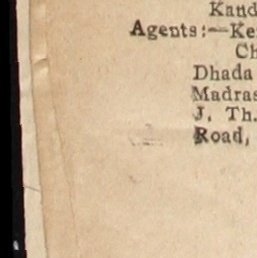 Kand
Agents:—Ke
Ch
Dhada
Madras
J. Th.
Road,